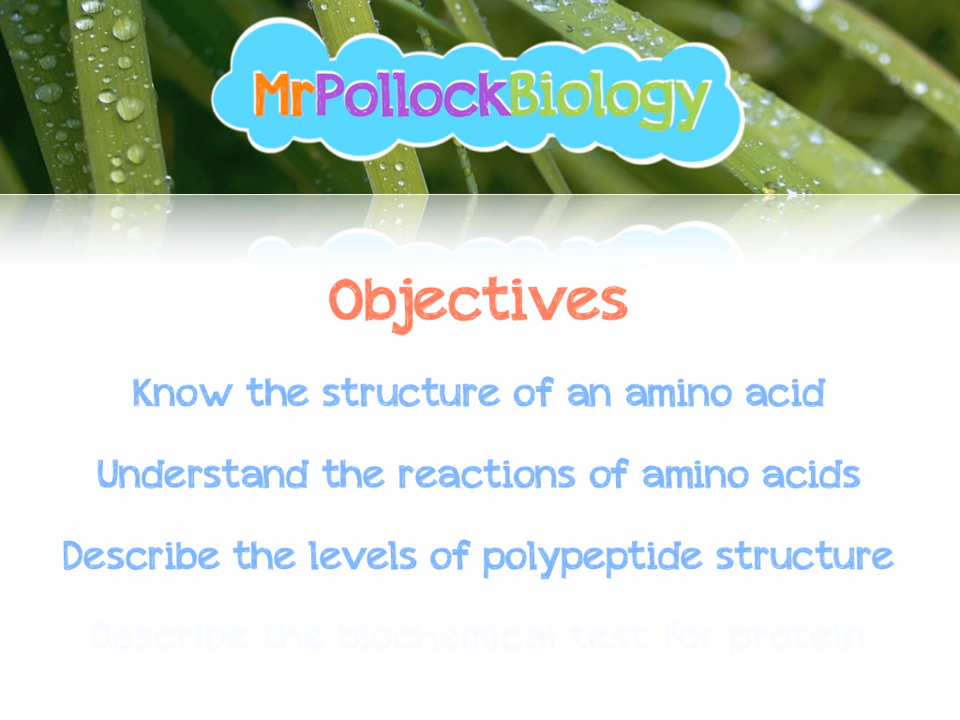 MrPollockBiology
Objectives
Know the structure of an amino acid
Understand the reactions of amino acids
Describe the levels of polypeptide structure
Describe the biochemical test for protein